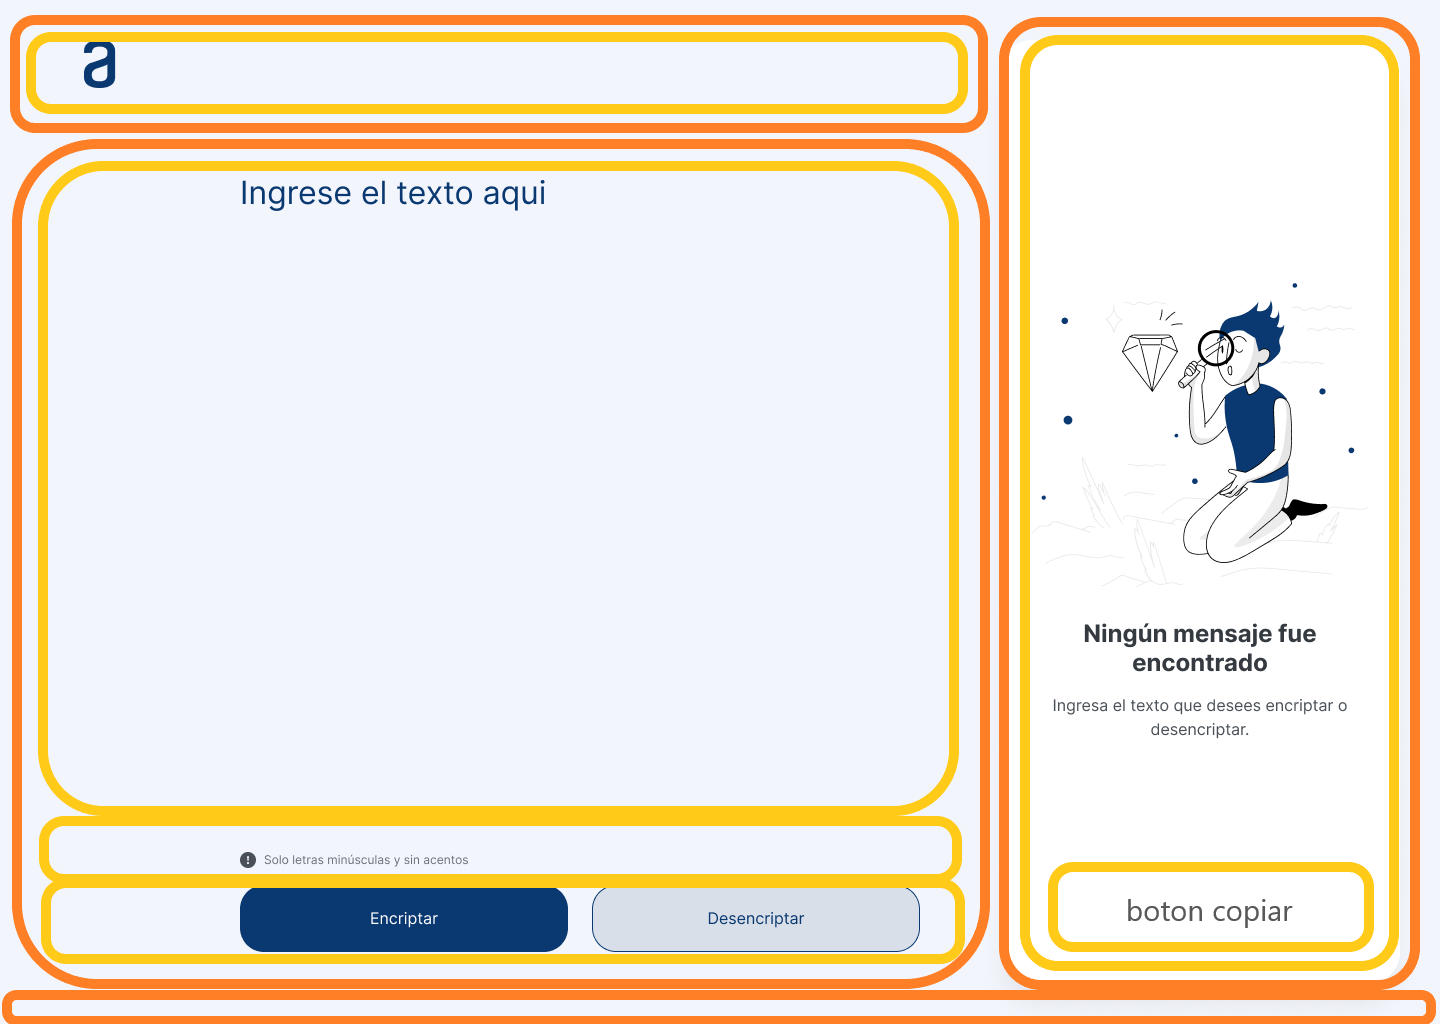 a
Ingrese el texto aqui
Solo letras minúsculas y sin acentos
Encriptar
Desencriptar
Ningún mensaje fue
encontrado
Ingresa el texto que desees encriptar o
desencriptar.
boton copiar